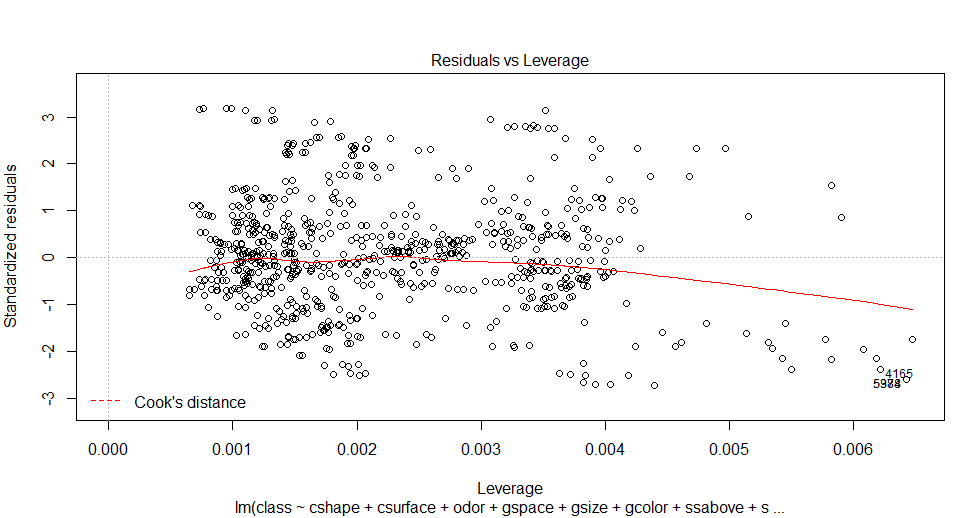 Residuals vs Leverage
Standardized residuals
3
2
1
0
-1
-2
-3
4165
Cook's distance
0.000 0.001 0.002 0.003 0.004 0.005 0.006
Leverage
lm(class ~ cshape + csurface + odor + gspace + gsize + gcolor + ssabove + s ...